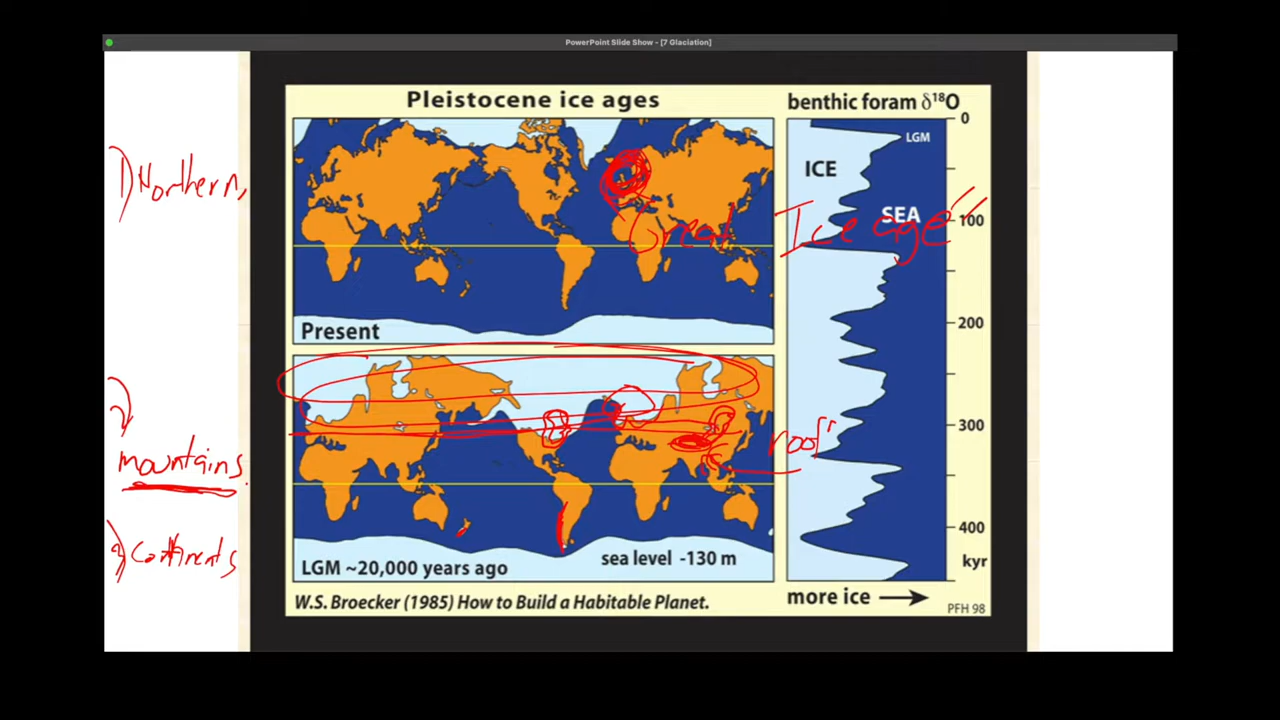 PowerPoint Slide Show - [7 Glaciation]
Pleistocene ice ages
benthic foram δ18O
0
LGM
ICE
SEA
100
200
300
400
kyr
more ice
PFH 98
1) Northern,
Great Ice age"
Present
2)
mountains.
roof"
3) Continents
LGM ~20,000 years ago
sea level -130 m
W.S. Broecker (1985) How to Build a Habitable Planet.